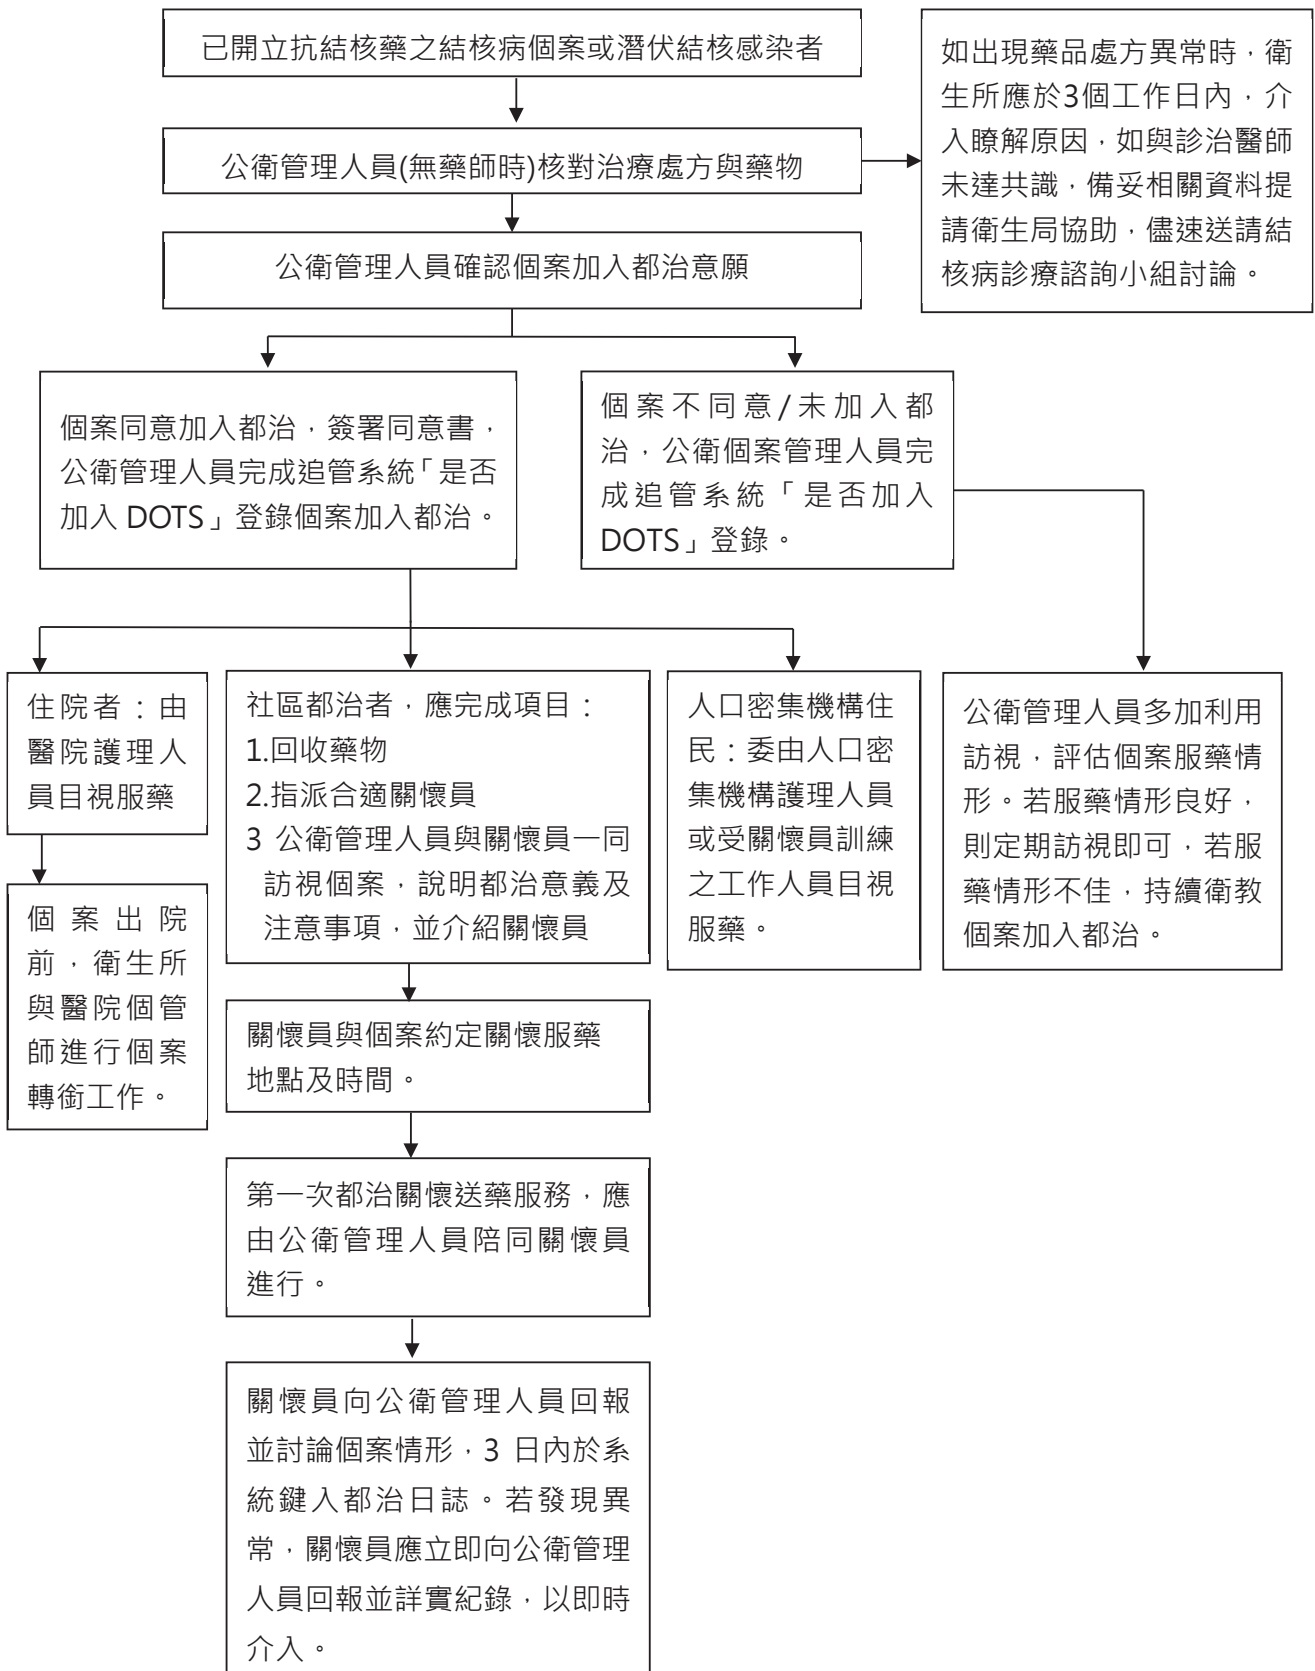 已開立抗結核藥之結核病個案或潛伏結核感染者
公衛管理人員(無藥師時)核對治療處方與藥物
如出現藥品處方異常時，衛
生所應於3個工作日內，介
入瞭解原因，如與診治醫師
未達共識，備妥相關資料提
請衛生局協助，儘速送請結
核病診療諮詢小組討論。
公衛管理人員確認個案加入都治意願
個案同意加入都治，簽署同意書，
公衛管理人員完成追管系統「是否
加入 DOTS」登錄個案加入都治。
個案不同意/未加入都
治，公衛個案管理人員完
成追管系統「是否加入
DOTS」登錄。
住院者：由
醫院護理人
員目視服藥
個案出院
前，衛生所
與醫院個管
師進行個案
轉銜工作。
社區都治者，應完成項目：
1.回收藥物
2.指派合適關懷員
3 公衛管理人員與關懷員一同
訪視個案，說明都治意義及
注意事項，並介紹關懷員
人口密集機構住
民：委由人口密
集機構護理人員
或受關懷員訓練
之工作人員目視
服藥。
公衛管理人員多加利用
訪視，評估個案服藥情
形。若服藥情形良好，
則定期訪視即可，若服
藥情形不佳，持續衛教
個案加入都治。
關懷員與個案約定關懷服藥
地點及時間。
第一次都治關懷送藥服務，應
由公衛管理人員陪同關懷員
進行。
關懷員向公衛管理人員回報
並討論個案情形，3 日內於系
統鍵入都治日誌。若發現異
常，關懷員應立即向公衛管理
人員回報並詳實紀錄，以即時
介入。